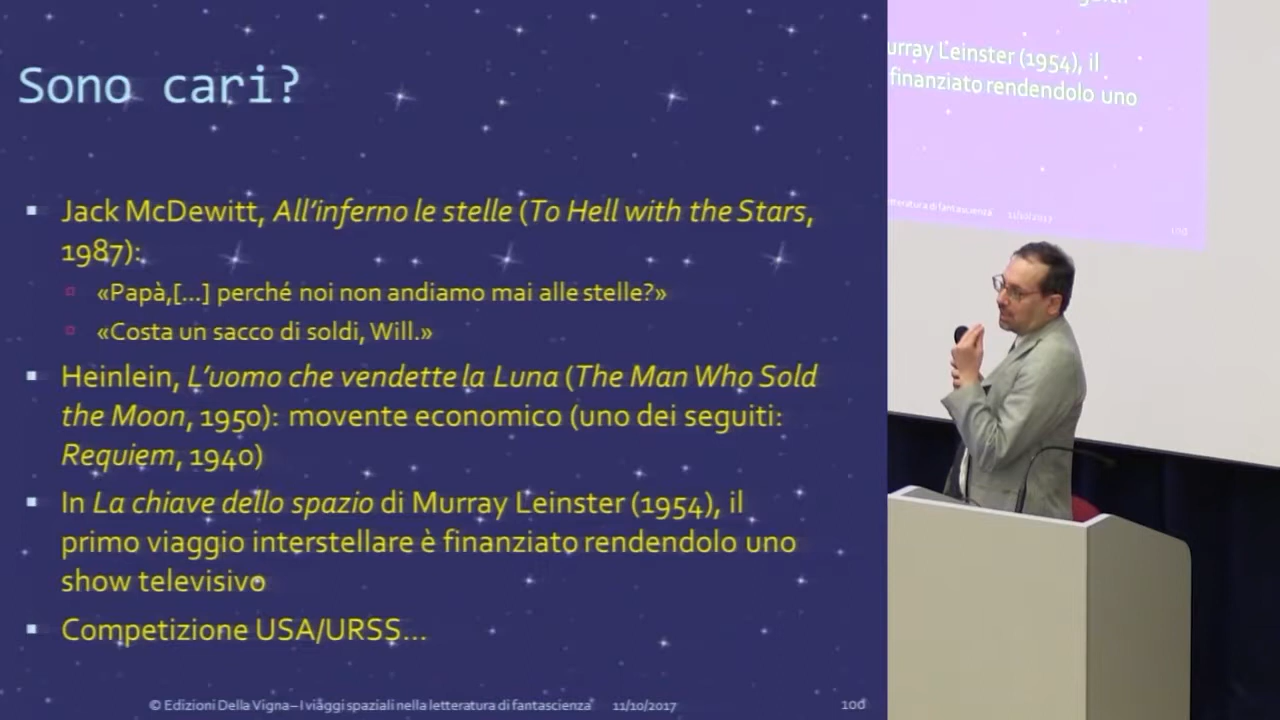 Sono cari?
Jack McDewitt, All'inferno le stelle (To Hell with the Stars,
1987):
«Papà,[...] perché noi non andiamo mai alle stelle?»
«Costa un sacco di soldi, Will.»
Heinlein, L'uomo che vendette la Luna (The Man Who Sold
the Moon, 1950): movente economico (uno dei seguiti:
Requiem, 1940)
In La chiave dello spazio di Murray Leinster (1954), il
primo viaggio interstellare è finanziato rendendolo uno
show televisivo
Competizione USA/URSS...
© Edizioni Della Vigna – I viaggi spaziali nella letteratura di fantascienza 11/10/2017
urray Leinster (1954), il
finanziato rendendolo uno
tteratura di fantascienza 11/10/2017